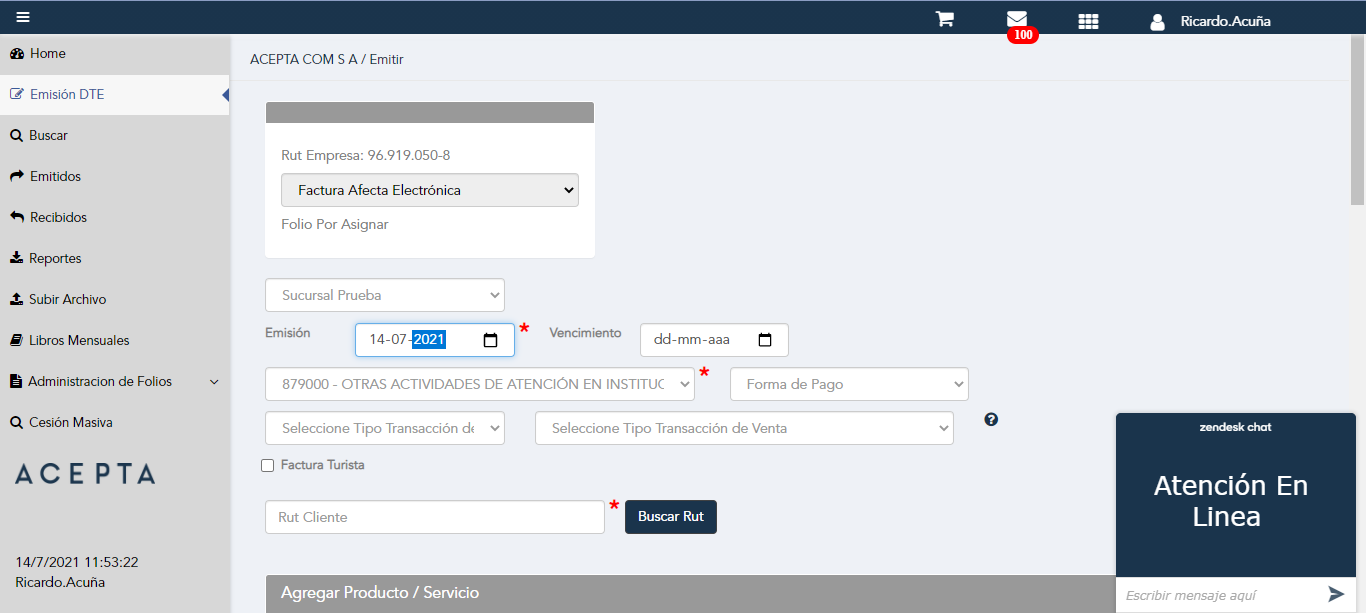 Ricardo.Acuña
100
Home
ACEPTA COM S A / Emitir
Emisión DTE
Buscar
Emitidos
Recibidos
Reportes
Subir Archivo
Libros Mensuales
Administracion de Folios
Cesión Masiva
ACEPTA
14/7/2021 11:53:22
Ricardo.Acuña
Rut Empresa: 96.919.050-8
Factura Afecta Electrónica
Folio Por Asignar
Sucursal Prueba
Emisión 14-07-2021 * Vencimiento dd-mm-aaa
879000 - OTRAS ACTIVIDADES DE ATENCIÓN EN INSTITUC * Forma de Pago
Seleccione Tipo Transacción de Seleccione Tipo Transacción de Venta ?
Factura Turista
Rut Cliente * Buscar Rut
Agregar Producto / Servicio
zendesk chat
Atención En
Linea
Escribir mensaje aquí